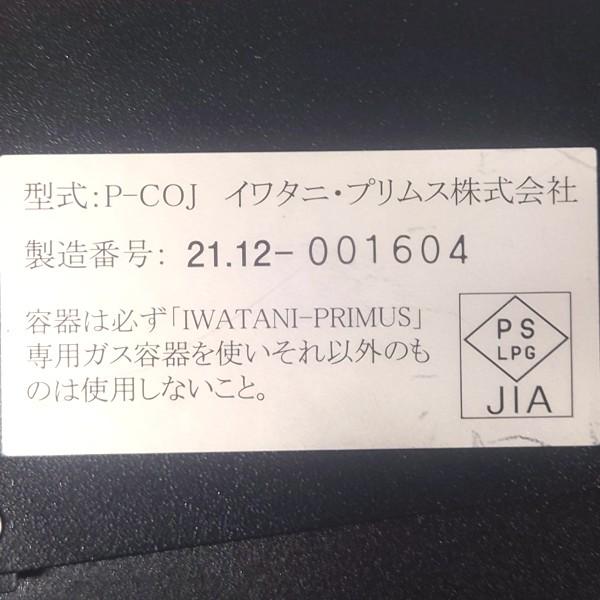 型式：P-COJ イワタニ・プリムス株式会社
製造番号： 21.12-001604
容器は必ず「IWATANI-PRIMUS」
専用ガス容器を使いそれ以外のも
のは使用しないこと。
PS
LPG
JIA